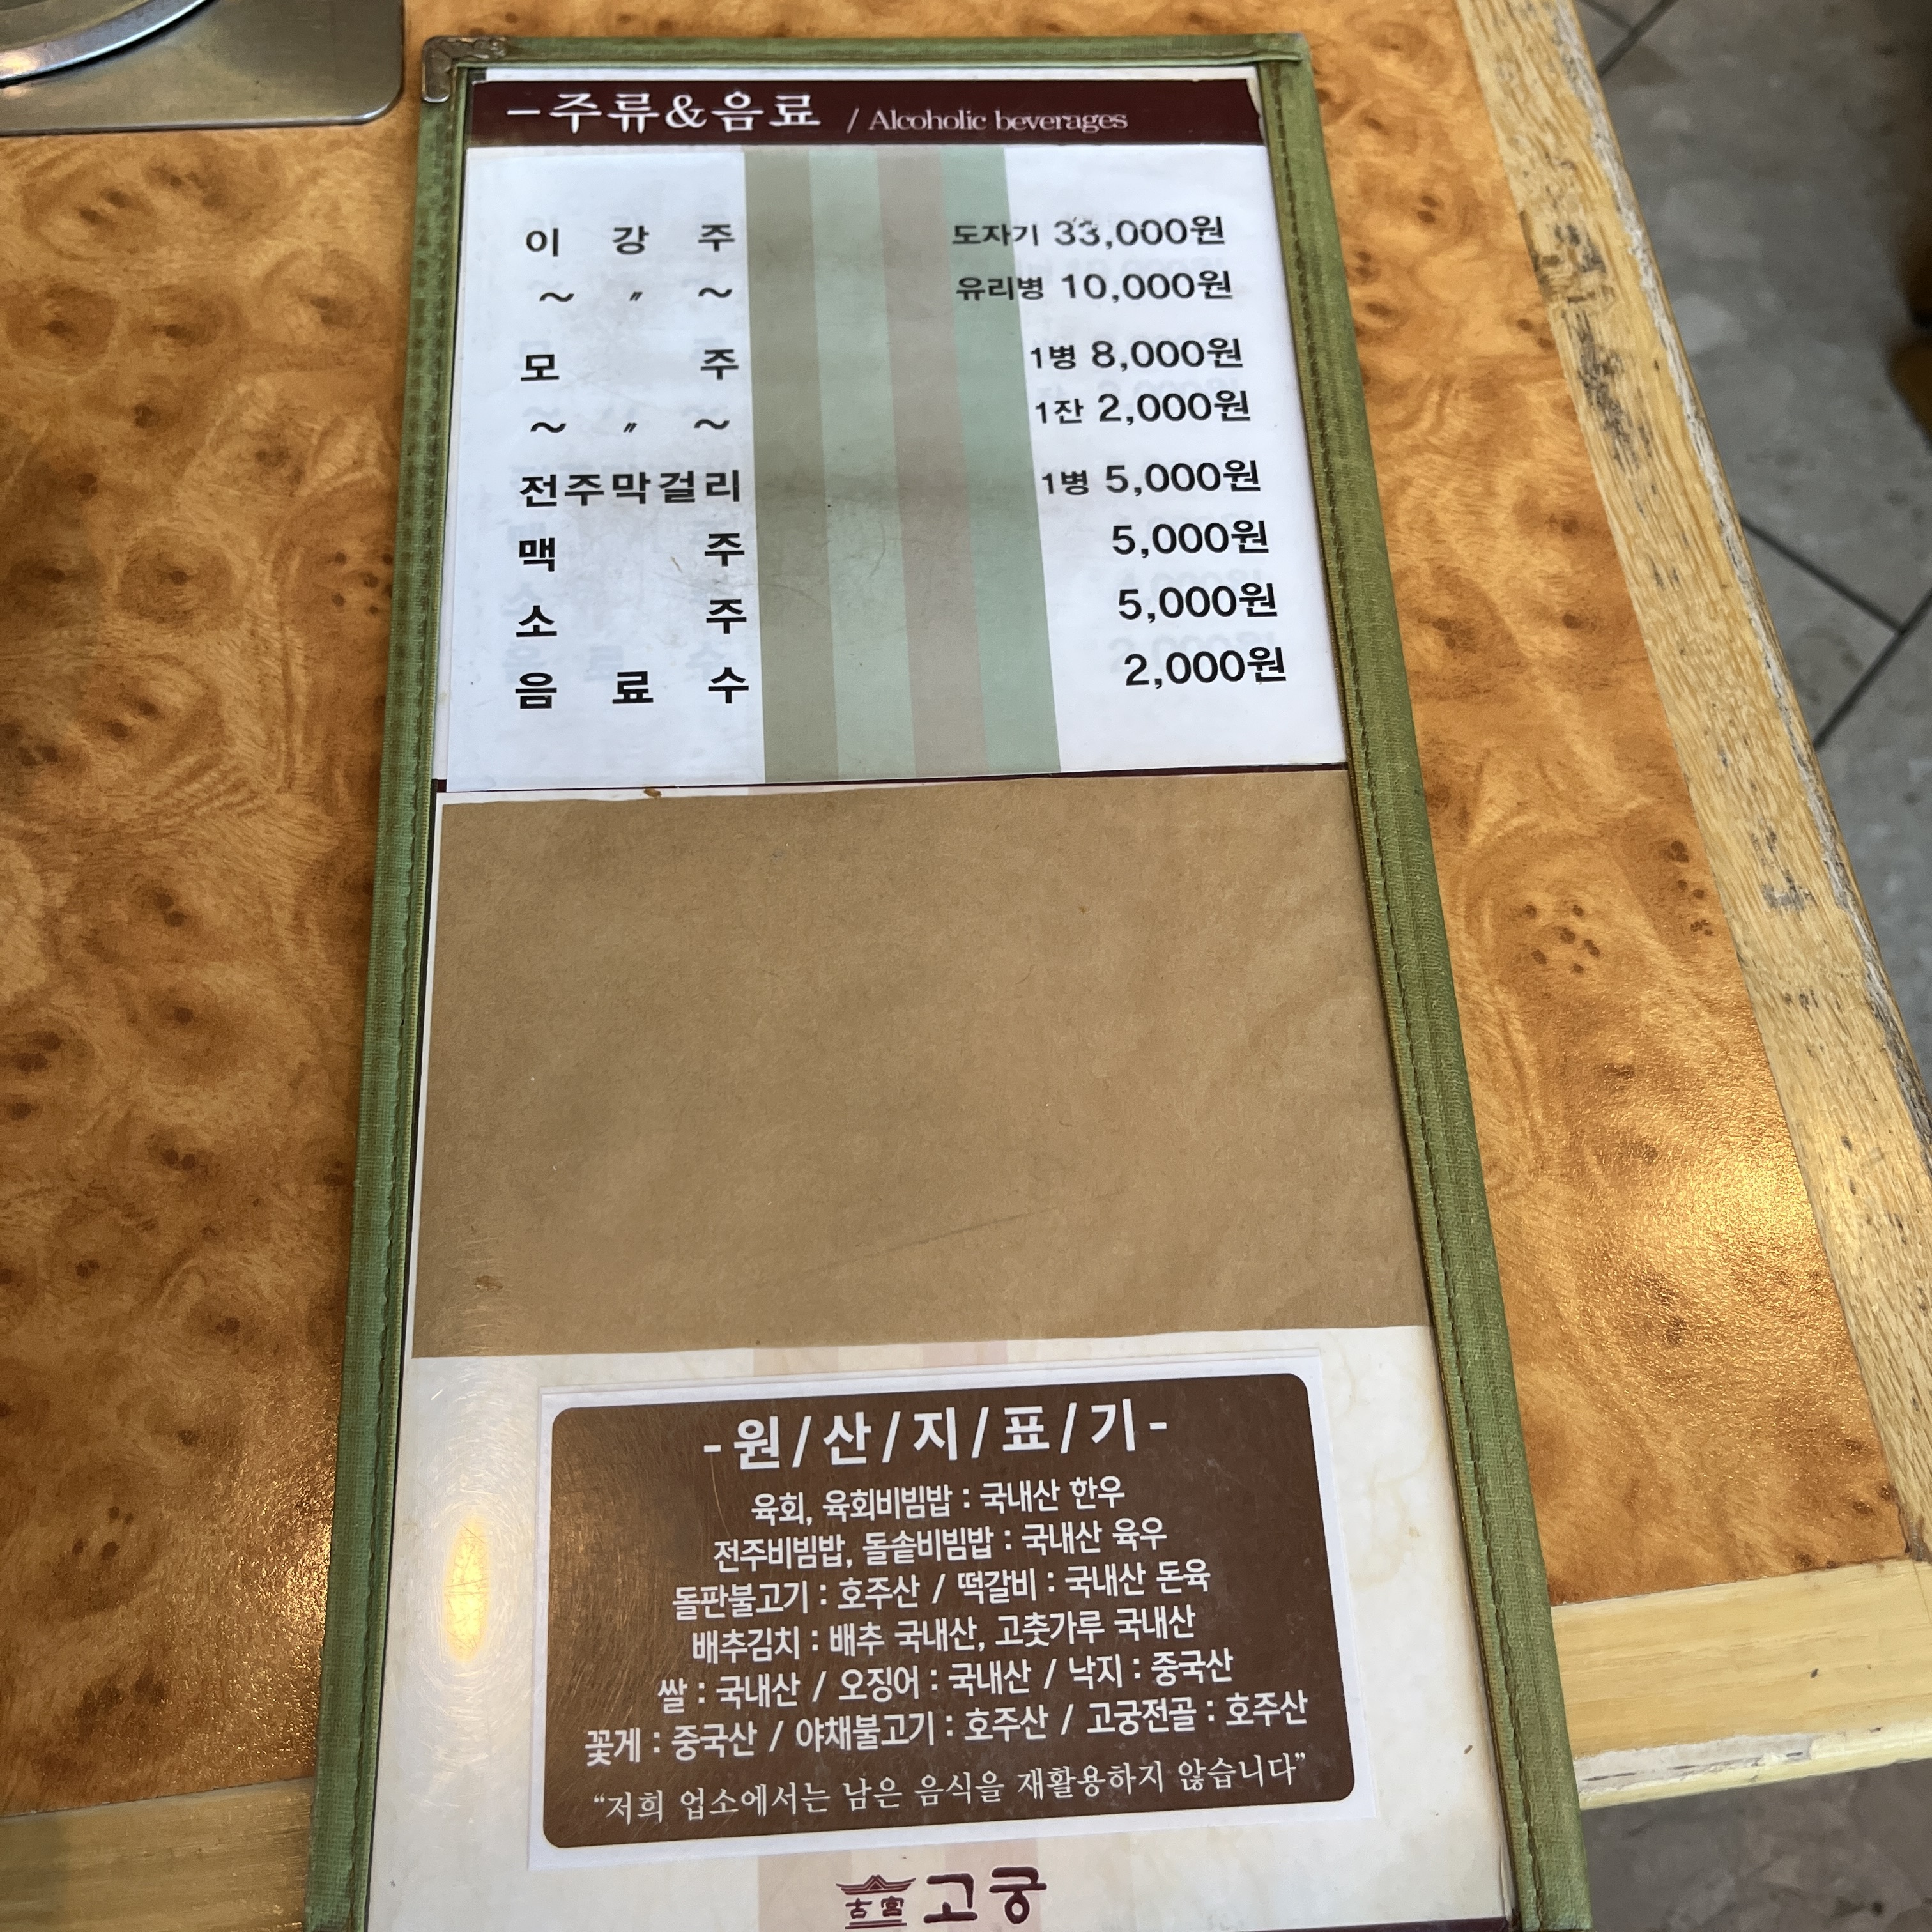 -주류&음료 / Alcoholic beverages
이 강 주 도자기 33,000원
~ 〃 ~ 유리병 10,000원
모 주 1병 8,000원
~ 〃 ~ 1잔 2,000원
전주막걸리 1병 5,000원
맥 주 5,000원
소 주 5,000원
음 료 수 2,000원
-원/산/지/표/기-
육회, 육회비빔밥 : 국내산 한우
전주비빔밥, 돌솥비빔밥 : 국내산 육우
돌판불고기 : 호주산 / 떡갈비 : 국내산 돈육
배추김치 : 배추 국내산, 고춧가루 국내산
쌀 : 국내산 / 오징어 : 국내산 / 낙지 : 중국산
꽃게 : 중국산 / 야채불고기 : 호주산 / 고궁전골 : 호주산
“저희 업소에서는 남은 음식을 재활용하지 않습니다”
古宮 고궁